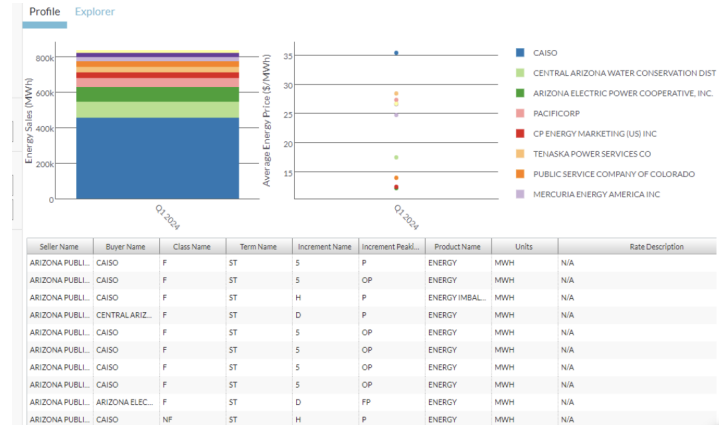 Profile Explorer
800k
600k
400k
200k
0
Energy Sales (MWh)
Q1 2024
35
30
25
20
15
Average Energy Price ($/MWh)
Q1 2024
CAISO
CENTRAL ARIZONA WATER CONSERVATION DIST
ARIZONA ELECTRIC POWER COOPERATIVE, INC.
PACIFICORP
CP ENERGY MARKETING (US) INC
TENASKA POWER SERVICES CO
PUBLIC SERVICE COMPANY OF COLORADO
MERCURIA ENERGY AMERICA INC
Seller Name Buyer Name Class Name Term Name Increment Name Increment Peaki... Product Name Units Rate Description
ARIZONA PUBLI... CAISO F ST 5 P ENERGY MWH N/A
ARIZONA PUBLI... CAISO F ST 5 OP ENERGY MWH N/A
ARIZONA PUBLI... CAISO F ST H P ENERGY IMBAL... MWH N/A
ARIZONA PUBLI... CENTRAL ARIZ... F ST D P ENERGY MWH N/A
ARIZONA PUBLI... CAISO F ST 5 OP ENERGY MWH N/A
ARIZONA PUBLI... CAISO F ST 5 OP ENERGY MWH N/A
ARIZONA PUBLI... CAISO F ST 5 OP ENERGY MWH N/A
ARIZONA PUBLI... CAISO F ST 5 OP ENERGY MWH N/A
ARIZONA PUBLI... ARIZONA ELEC... F ST D FP ENERGY MWH N/A
ARIZONA PUBLI... CAISO NF ST H P ENERGY MWH N/A